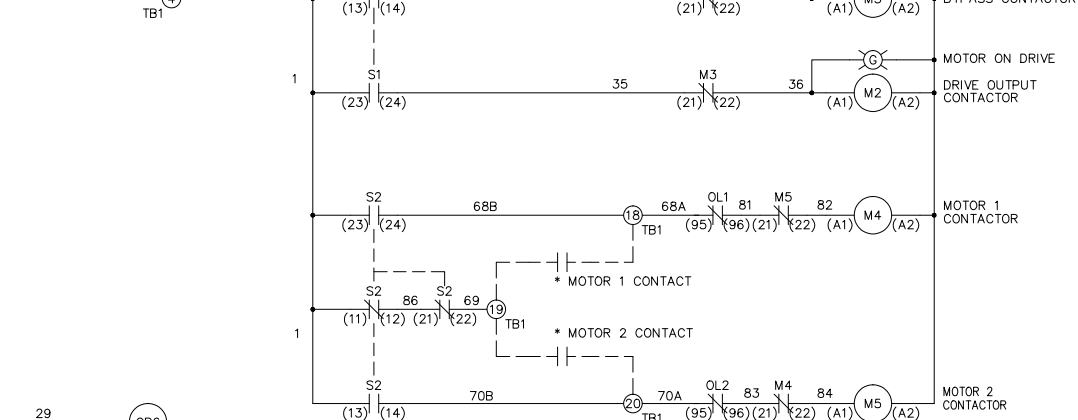 TB1
(13) (14)
(21) (22)
(A1) (A2)
1
S1
35
M3
36
G
MOTOR ON DRIVE
(23) (24)
(21) (22)
(A1) M2 (A2)
DRIVE OUTPUT
CONTACTOR
S2
68B
18
68A
OL1
81
M5
82
M4
MOTOR 1
CONTACTOR
(23) (24)
TB1
(95) (96) (21) (22)
(A1) (A2)
* MOTOR 1 CONTACT
S2
86
S2
69
19
(11) (12) (21) (22)
TB1
1
* MOTOR 2 CONTACT
S2
70B
20
70A
OL2
83
M4
84
M5
MOTOR 2
CONTACTOR
29
(13) (14)
TB1
(95) (96) (21) (22)
(A1) (A2)